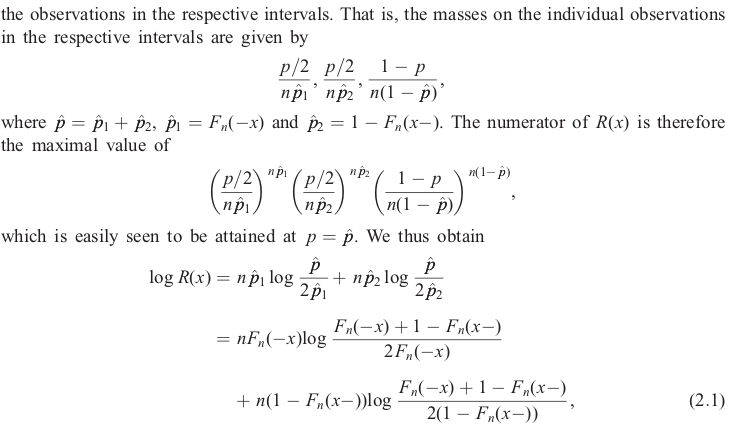 the observations in the respective intervals. That is, the masses on the individual observations
in the respective intervals are given by
\frac{p/2}{n\hat{p}_1}, \frac{p/2}{n\hat{p}_2}, \frac{1-p}{n(1-\hat{p})},
where \hat{p} = \hat{p}_1 + \hat{p}_2, \hat{p}_1 = F_n(-x) and \hat{p}_2 = 1 - F_n(x-). The numerator of R(x) is therefore
the maximal value of
\left(\frac{p/2}{n\hat{p}_1}\right)^{n\hat{p}_1} \left(\frac{p/2}{n\hat{p}_2}\right)^{n\hat{p}_2} \left(\frac{1-p}{n(1-\hat{p})}\right)^{n(1-\hat{p})},
which is easily seen to be attained at p = \hat{p}. We thus obtain
\log R(x) = n\hat{p}_1 \log \frac{\hat{p}}{2\hat{p}_1} + n\hat{p}_2 \log \frac{\hat{p}}{2\hat{p}_2}
= nF_n(-x)\log \frac{F_n(-x) + 1 - F_n(x-)}{2F_n(-x)}
+ n(1 - F_n(x-))\log \frac{F_n(-x) + 1 - F_n(x-)}{2(1 - F_n(x-))}, (2.1)